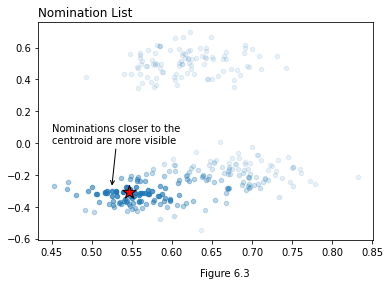 Nomination List
0.6
0.4
0.2
0.0
−0.2
−0.4
−0.6
Nominations closer to the
centroid are more visible
0.45 0.50 0.55 0.60 0.65 0.70 0.75 0.80 0.85
Figure 6.3